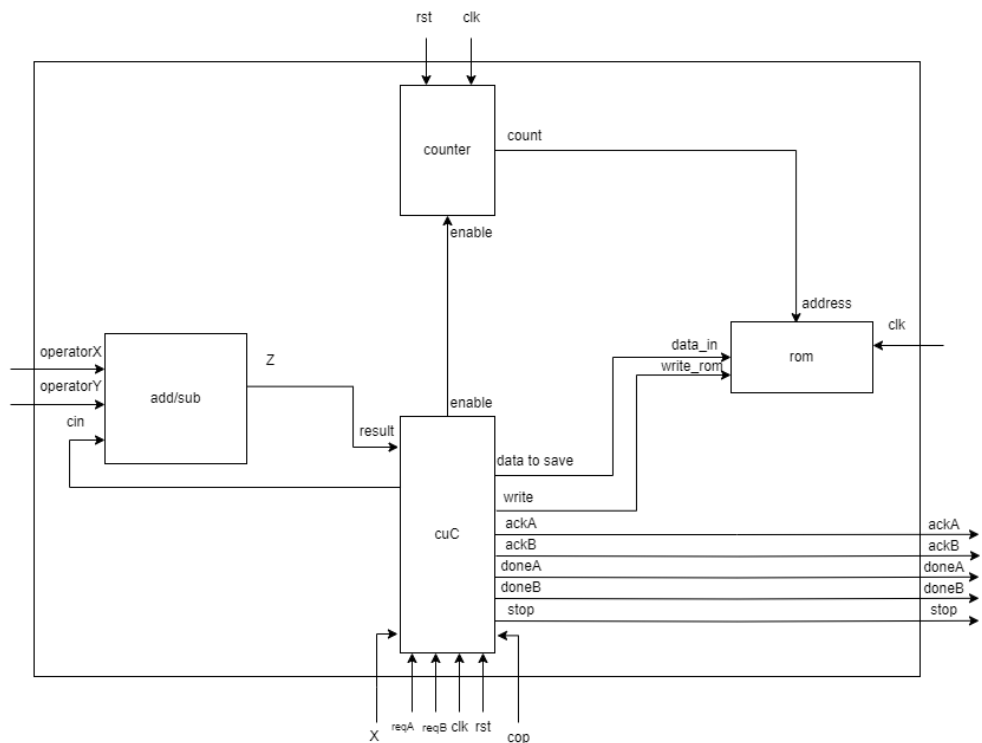 rst
clk
counter
count
enable
address
clk
operatorX
data_in
rom
Z
write_rom
operatorY
add/sub
enable
cin
result
data to save
write
ackA
ackA
cuC
ackB
ackB
doneA
doneA
doneB
doneB
stop
stop
X
reqA
reqB
clk
rst
cop